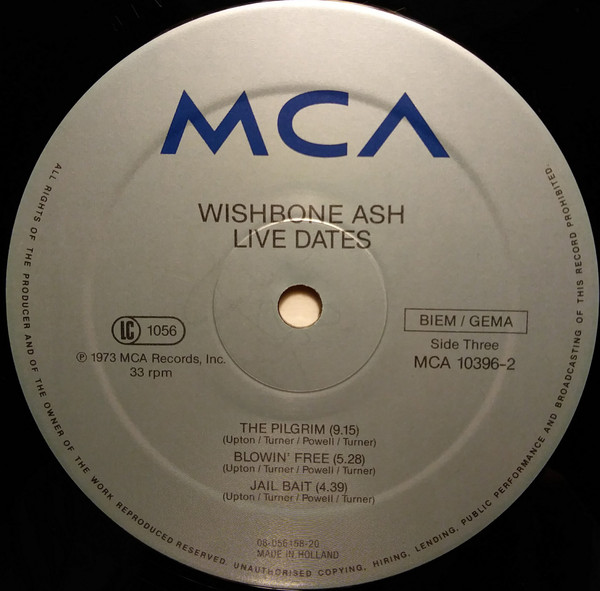 MCA
WISHBONE ASH
LIVE DATES
LC 1056
℗ 1973 MCA Records, Inc.
33 rpm
BIEM / GEMA
Side Three
MCA 10396-2
THE PILGRIM (9.15)
(Upton / Turner / Powell / Turner)
BLOWIN' FREE (5.28)
(Upton / Turner / Powell / Turner)
JAIL BAIT (4.39)
(Upton / Turner / Powell / Turner)
MADE IN HOLLAND
ALL RIGHTS OF THE PRODUCER AND OF THE OWNER OF THE WORK REPRODUCED RESERVED. UNAUTHORISED COPYING, HIRING, LENDING, PUBLIC PERFORMANCE AND BROADCASTING OF THIS RECORD PROHIBITED.